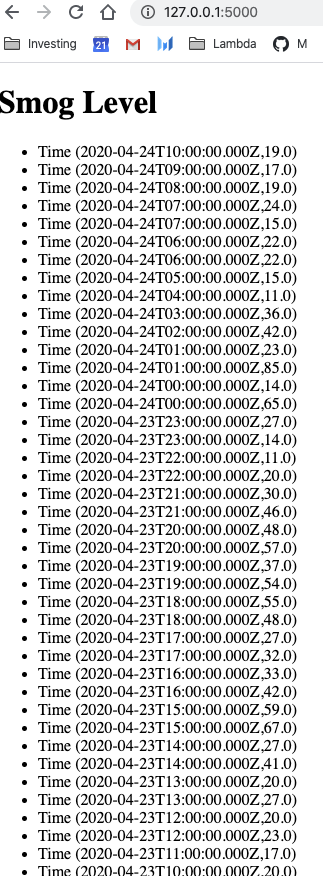 127.0.0.1:5000
Investing 21 Lambda M
Smog Level
Time (2020-04-24T10:00:00.000Z,19.0)
Time (2020-04-24T09:00:00.000Z,17.0)
Time (2020-04-24T08:00:00.000Z,19.0)
Time (2020-04-24T07:00:00.000Z,24.0)
Time (2020-04-24T07:00:00.000Z,15.0)
Time (2020-04-24T06:00:00.000Z,22.0)
Time (2020-04-24T06:00:00.000Z,22.0)
Time (2020-04-24T05:00:00.000Z,15.0)
Time (2020-04-24T04:00:00.000Z,11.0)
Time (2020-04-24T03:00:00.000Z,36.0)
Time (2020-04-24T02:00:00.000Z,42.0)
Time (2020-04-24T01:00:00.000Z,23.0)
Time (2020-04-24T01:00:00.000Z,85.0)
Time (2020-04-24T00:00:00.000Z,14.0)
Time (2020-04-24T00:00:00.000Z,65.0)
Time (2020-04-23T23:00:00.000Z,27.0)
Time (2020-04-23T23:00:00.000Z,14.0)
Time (2020-04-23T22:00:00.000Z,11.0)
Time (2020-04-23T22:00:00.000Z,20.0)
Time (2020-04-23T21:00:00.000Z,30.0)
Time (2020-04-23T21:00:00.000Z,46.0)
Time (2020-04-23T20:00:00.000Z,48.0)
Time (2020-04-23T20:00:00.000Z,57.0)
Time (2020-04-23T19:00:00.000Z,37.0)
Time (2020-04-23T19:00:00.000Z,54.0)
Time (2020-04-23T18:00:00.000Z,55.0)
Time (2020-04-23T18:00:00.000Z,48.0)
Time (2020-04-23T17:00:00.000Z,27.0)
Time (2020-04-23T17:00:00.000Z,32.0)
Time (2020-04-23T16:00:00.000Z,33.0)
Time (2020-04-23T16:00:00.000Z,42.0)
Time (2020-04-23T15:00:00.000Z,59.0)
Time (2020-04-23T15:00:00.000Z,67.0)
Time (2020-04-23T14:00:00.000Z,27.0)
Time (2020-04-23T14:00:00.000Z,41.0)
Time (2020-04-23T13:00:00.000Z,20.0)
Time (2020-04-23T13:00:00.000Z,27.0)
Time (2020-04-23T12:00:00.000Z,20.0)
Time (2020-04-23T12:00:00.000Z,23.0)
Time (2020-04-23T11:00:00.000Z,17.0)
Time (2020-04-23T10:00:00.000Z,20.0)